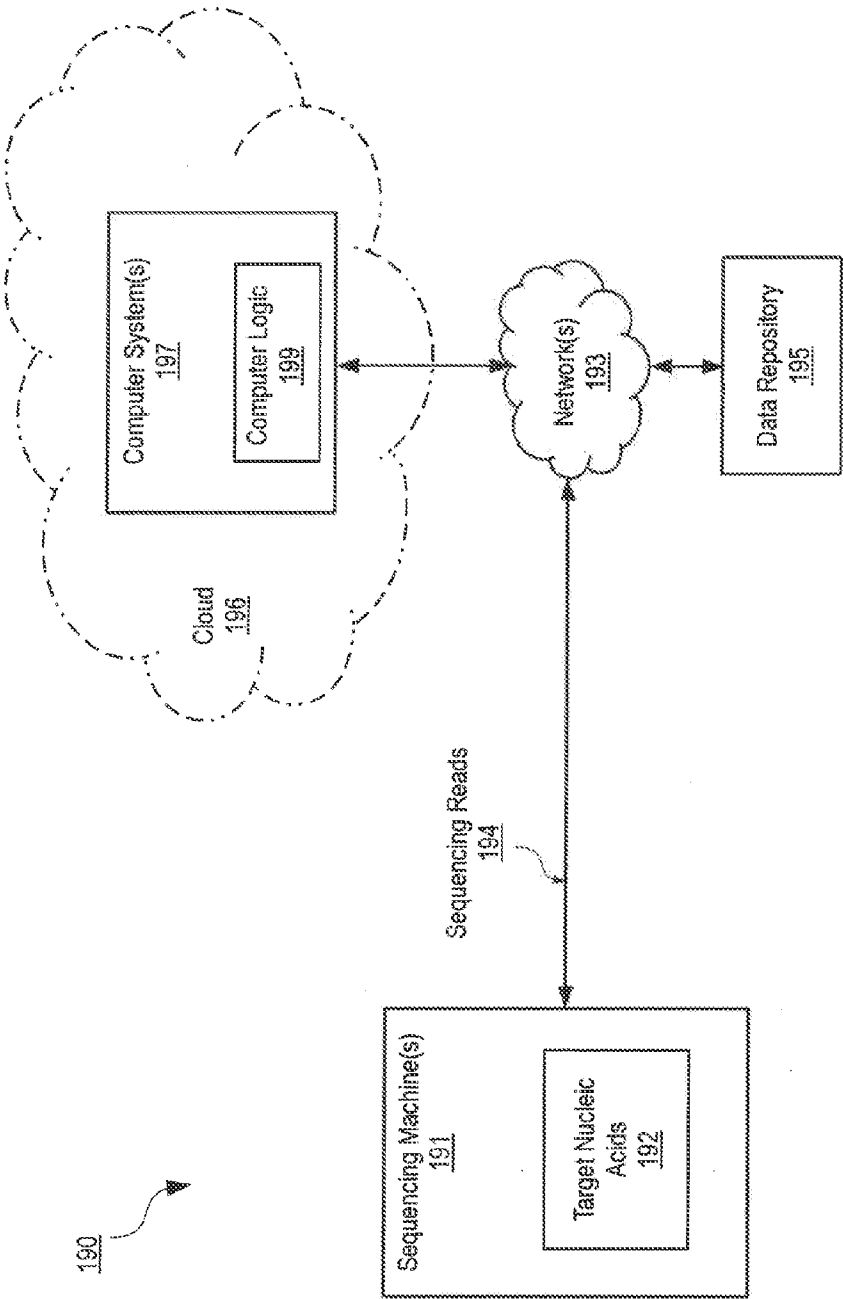 190
Sequencing Machine(s)
191
Target Nucleic
Acids
192
Sequencing Reads
194
Cloud
196
Computer System(s)
197
Computer Logic
199
Network(s)
193
Data Repository
195